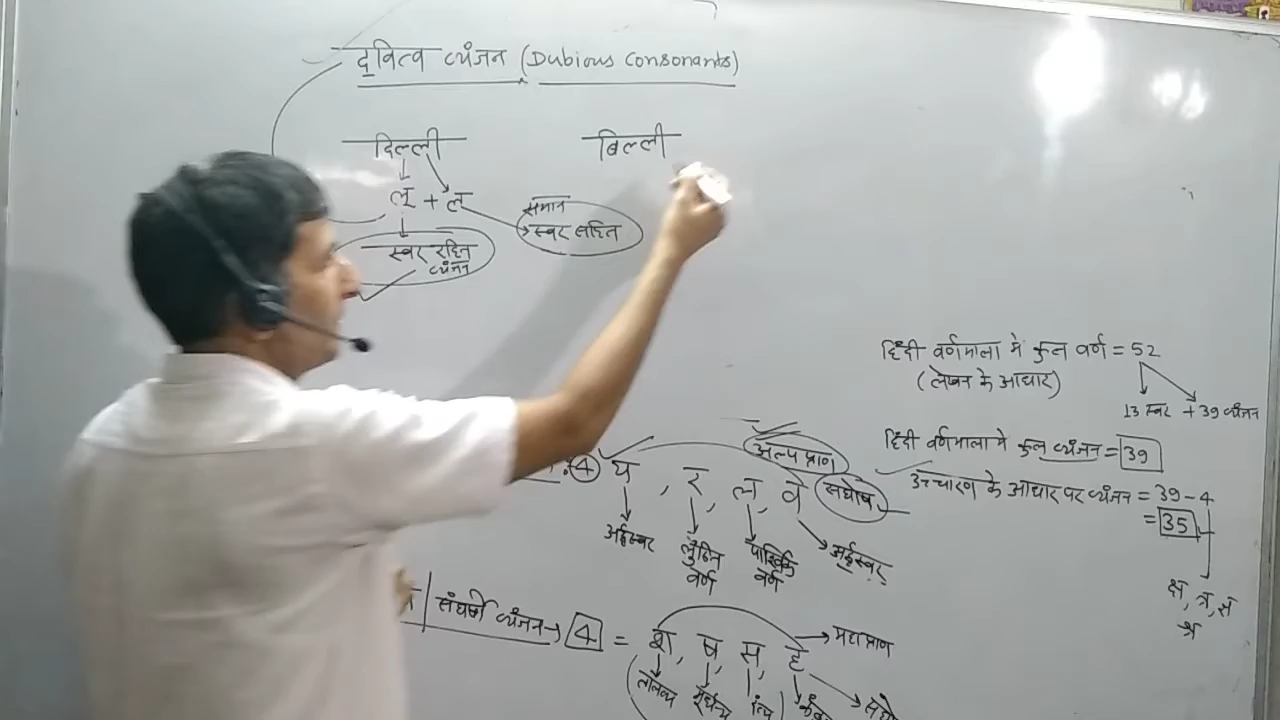 द्वित्व व्यंजन (Dubious Consonants)
दिल्ली
बिल्ली
ल् + ल
समान
स्वर सहित
स्वर रहित
व्यंजन
हिंदी वर्णमाला मे कुल वर्ण = 52
(लेखन के आधार)
13 स्वर + 39 व्यंजन
हिंदी वर्णमाला मे कुल व्यंजन = 39
उच्चारण के आधार पर व्यंजन = 39 - 4
= 35
क्ष, त्र, ज्ञ
श्र
अल्पप्राण
सघोष
4 य, र, ल, व
अर्द्धस्वर
लुंठित
वर्ण
पार्श्विक
वर्ण
अर्द्धस्वर
संघर्षी व्यंजन → 4 = श, ष, स, ह
महाप्राण
तालव्य
मूर्धन्य
दंत्य